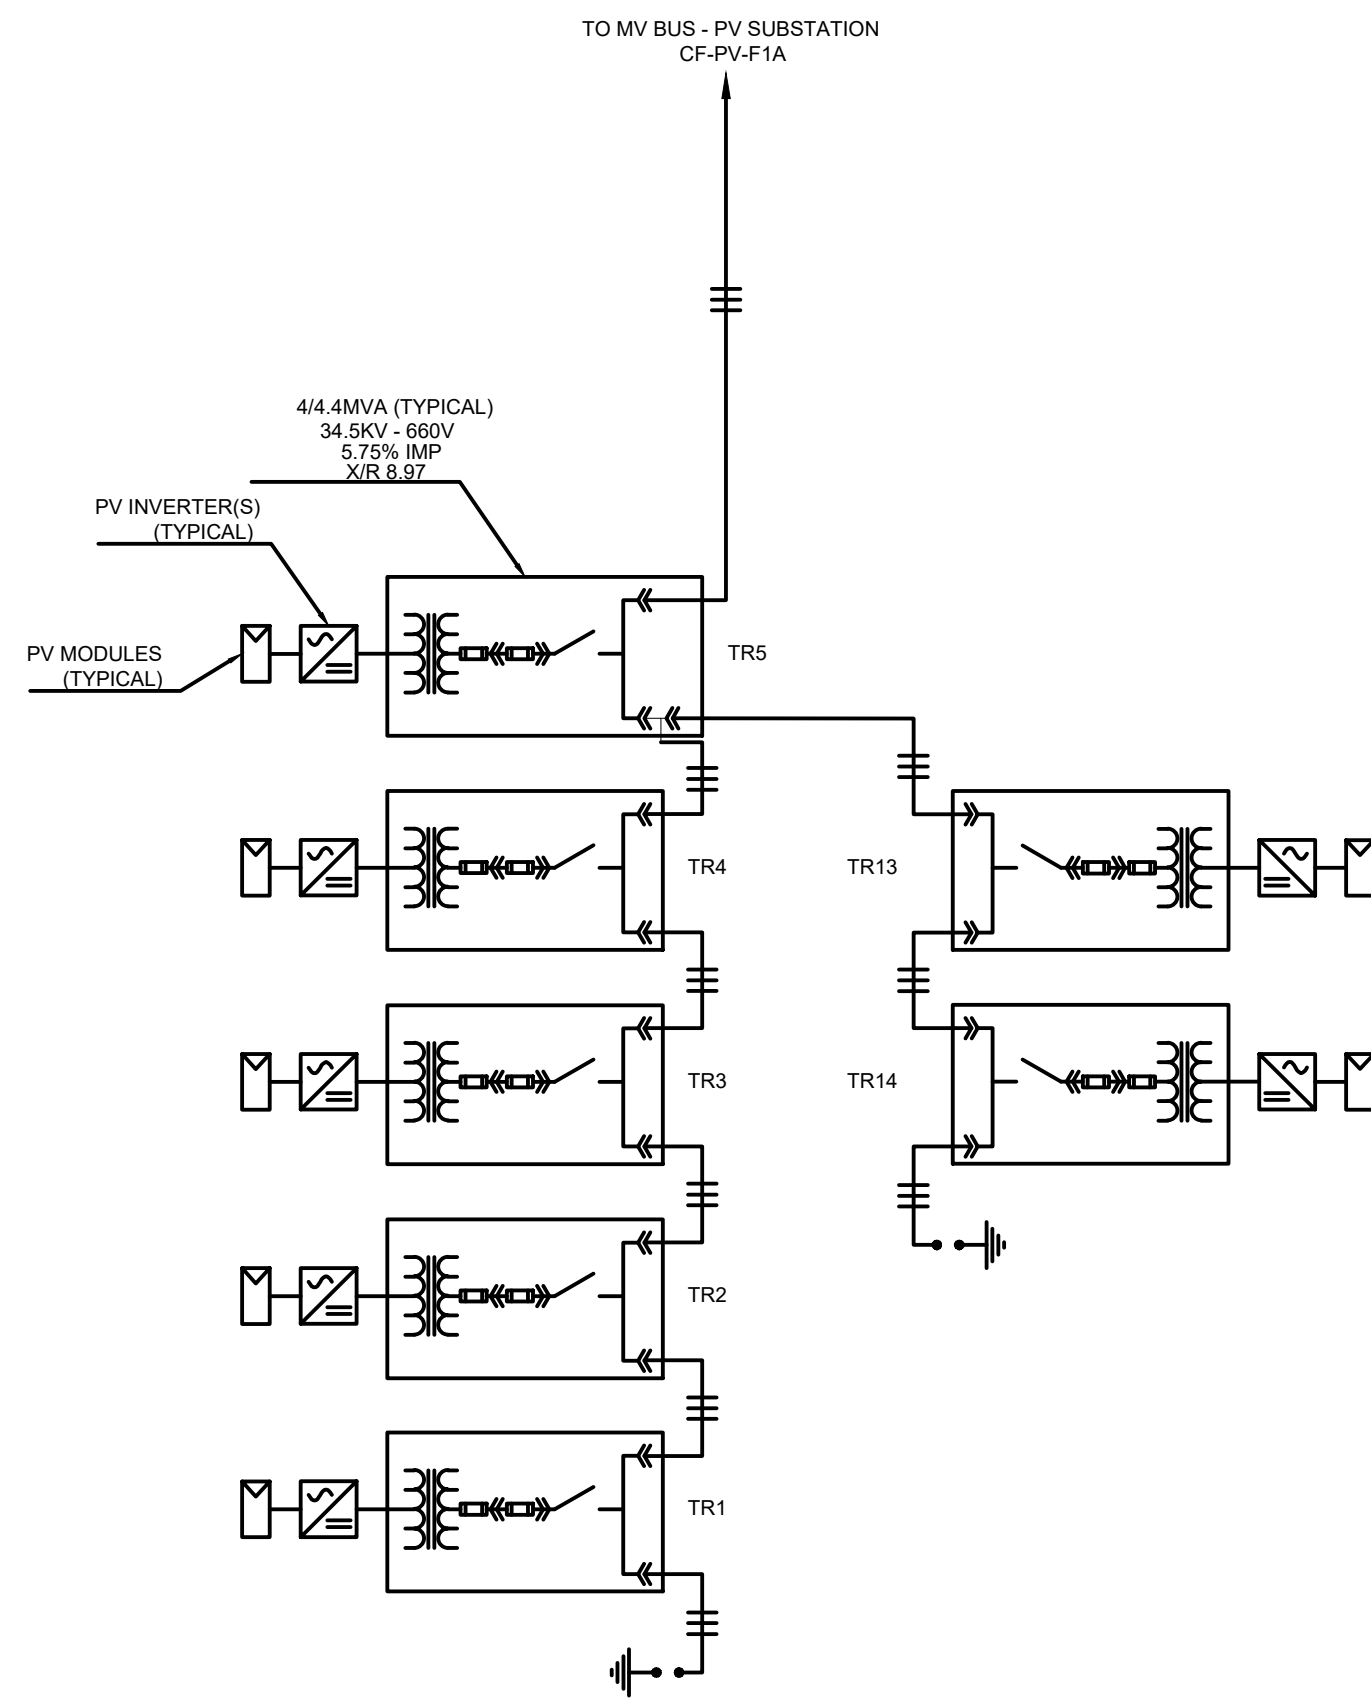 TO MV BUS - PV SUBSTATION
CF-PV-F1A
4/4.4MVA (TYPICAL)
34.5KV - 660V
5.75% IMP
X/R 8.97
PV INVERTER(S)
(TYPICAL)
PV MODULES
(TYPICAL)
TR5
TR4
TR13
TR3
TR14
TR2
TR1